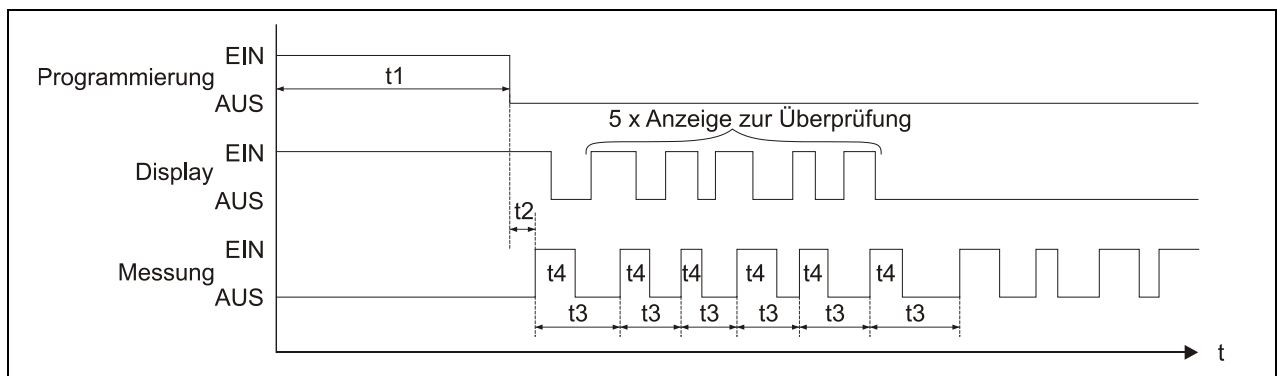 EIN
Programmierung
t1
AUS
5 x Anzeige zur Überprüfung
EIN
Display
AUS
t2
EIN
Messung
t4 t4 t4 t4 t4 t4
AUS
t3 t3 t3 t3 t3 t3
t